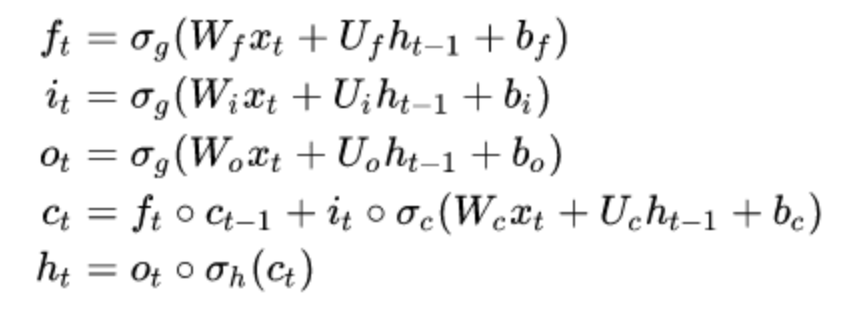 f_t = σ_g(W_f x_t + U_f h_{t−1} + b_f)
i_t = σ_g(W_i x_t + U_i h_{t−1} + b_i)
o_t = σ_g(W_o x_t + U_o h_{t−1} + b_o)
c_t = f_t ∘ c_{t−1} + i_t ∘ σ_c(W_c x_t + U_c h_{t−1} + b_c)
h_t = o_t ∘ σ_h(c_t)